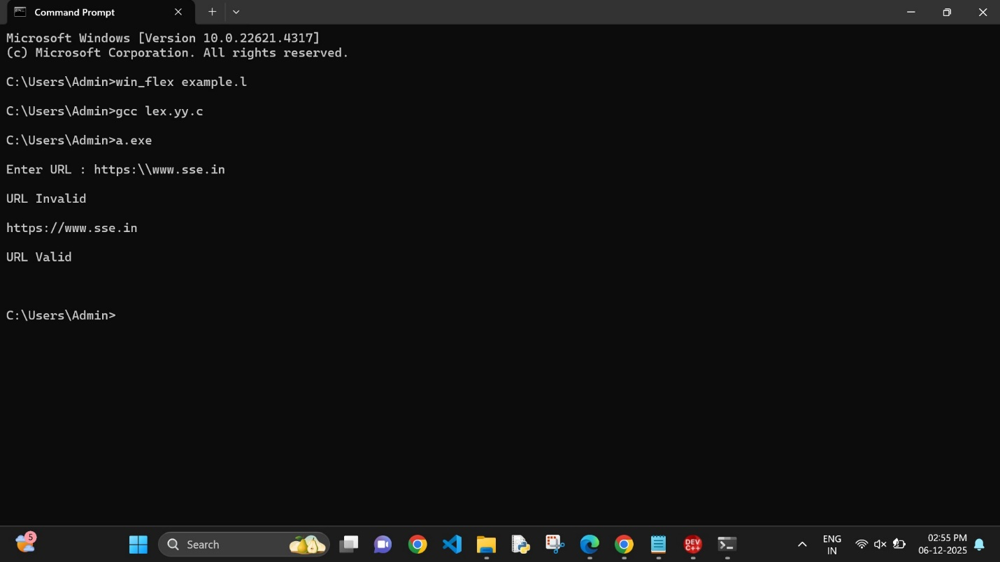 Command Prompt
Microsoft Windows [Version 10.0.22621.4317]
(c) Microsoft Corporation. All rights reserved.
C:\Users\Admin>win_flex example.l
C:\Users\Admin>gcc lex.yy.c
C:\Users\Admin>a.exe
Enter URL : https:\\www.sse.in
URL Invalid
https://www.sse.in
URL Valid
C:\Users\Admin>
5
Search
DEV
C++
ENG
IN
02:55 PM
06-12-2025